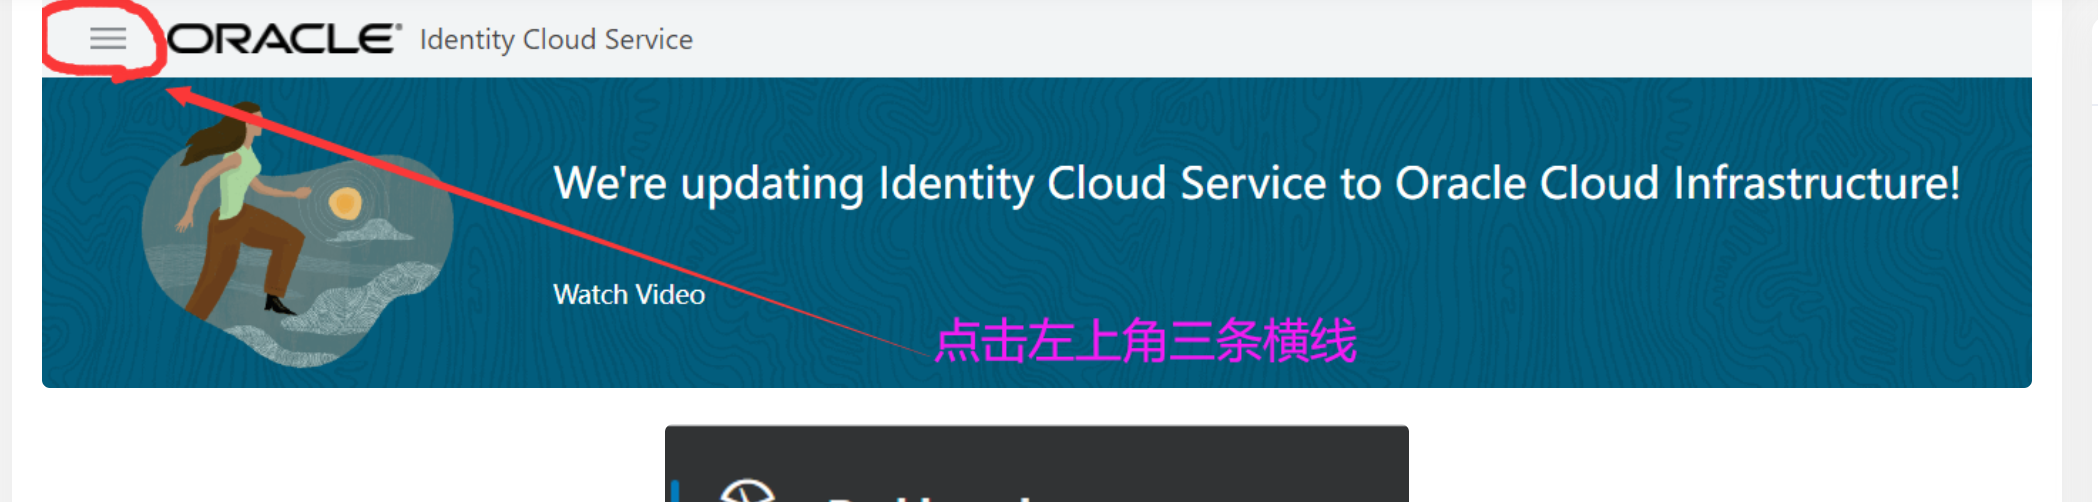 ORACLE® Identity Cloud Service
We're updating Identity Cloud Service to Oracle Cloud Infrastructure!
Watch Video
点击左上角三条横线